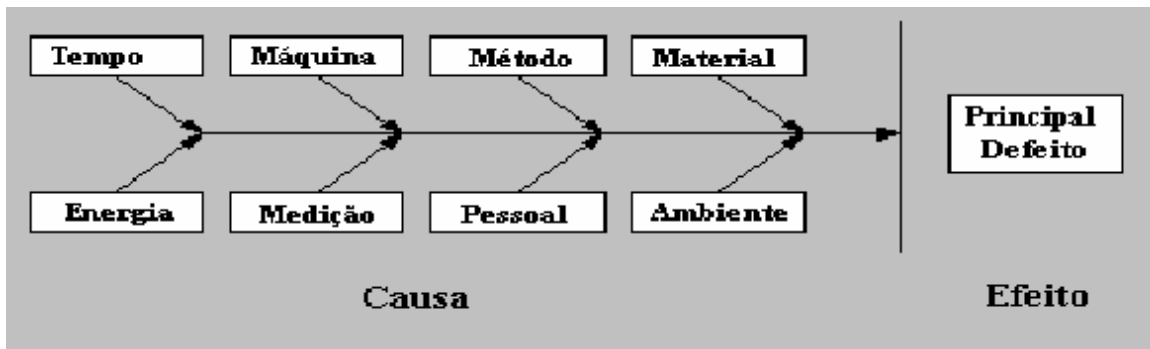 Tempo
Máquina
Método
Material
Principal
Defeito
Energia
Medição
Pessoal
Ambiente
Causa
Efeito